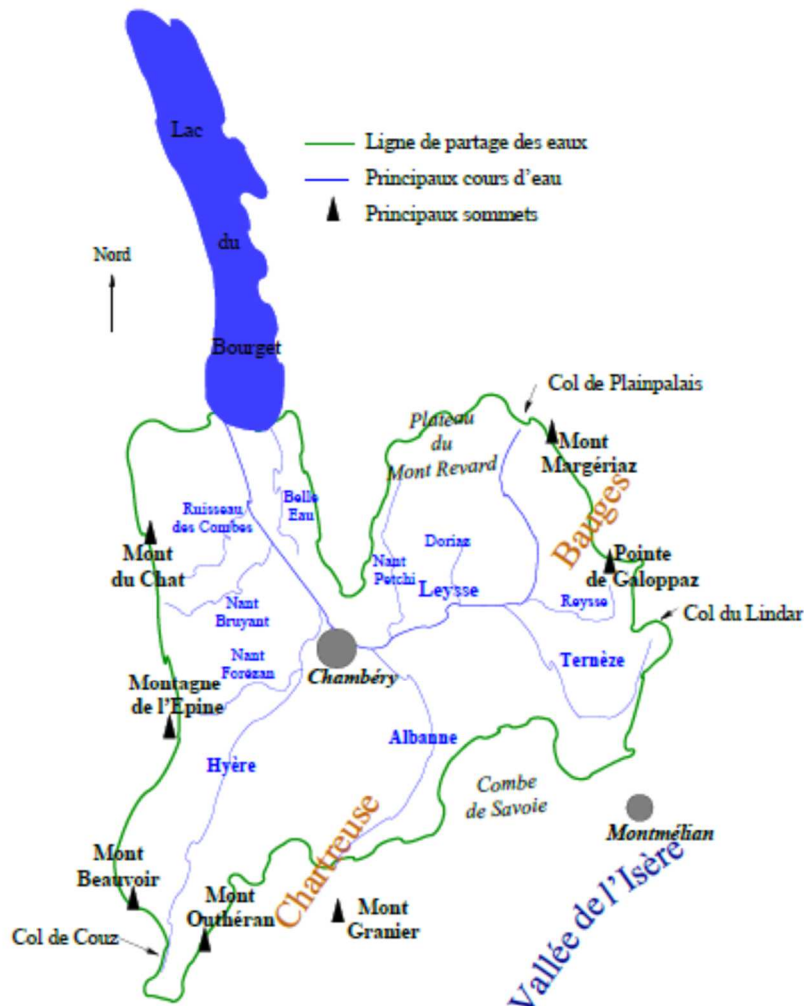 Lac
du
Bourget
Ligne de partage des eaux
Principaux cours d'eau
Principaux sommets
Nord
Col de Plainpalais
Plateau
du
Mont Revard
Mont
Margériaz
Bauges
Ruisseau
des Combes
Belle
Eau
Mont
du Chat
Nant
Petchi
Doriaz
Leysse
Pointe
de Galoppaz
Reysse
Col du Lindar
Nant
Bruyant
Nant
Forézan
Chambéry
Ternèze
Montagne
de l'Epine
Hyère
Albanne
Combe
de Savoie
Montmélian
Chartreuse
Mont
Beauvoir
Mont
Outhéran
Mont
Granier
Col de Couz
Vallée de l'Isère